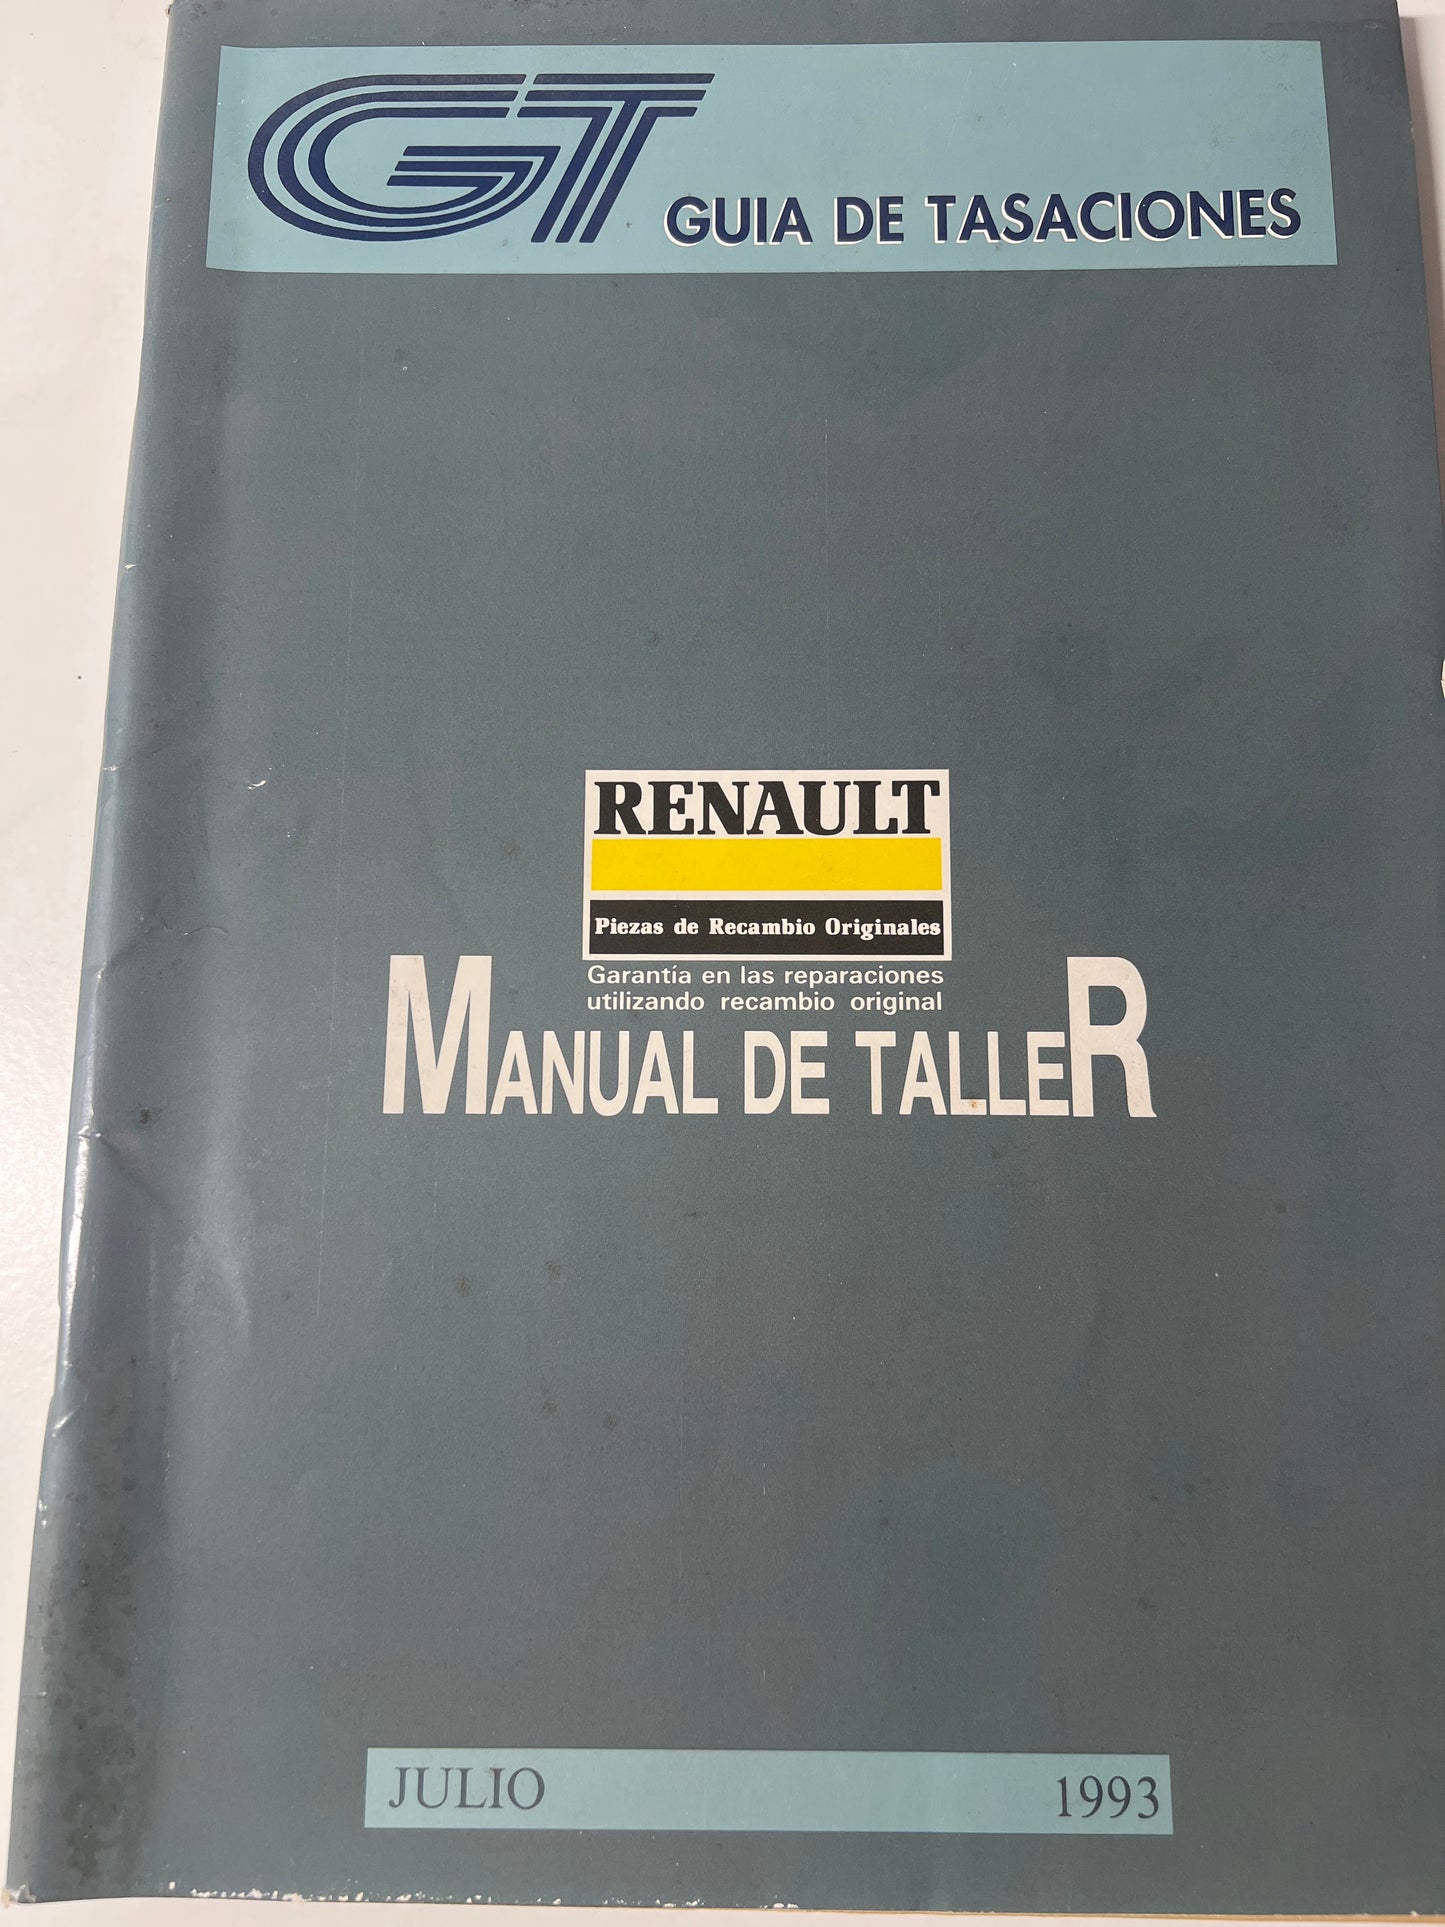 GT GUIA DE TASACIONES
RENAULT
Piezas de Recambio Originales
Garantía en las reparaciones
utilizando recambio original
MANUAL DE TALLER
JULIO 1993